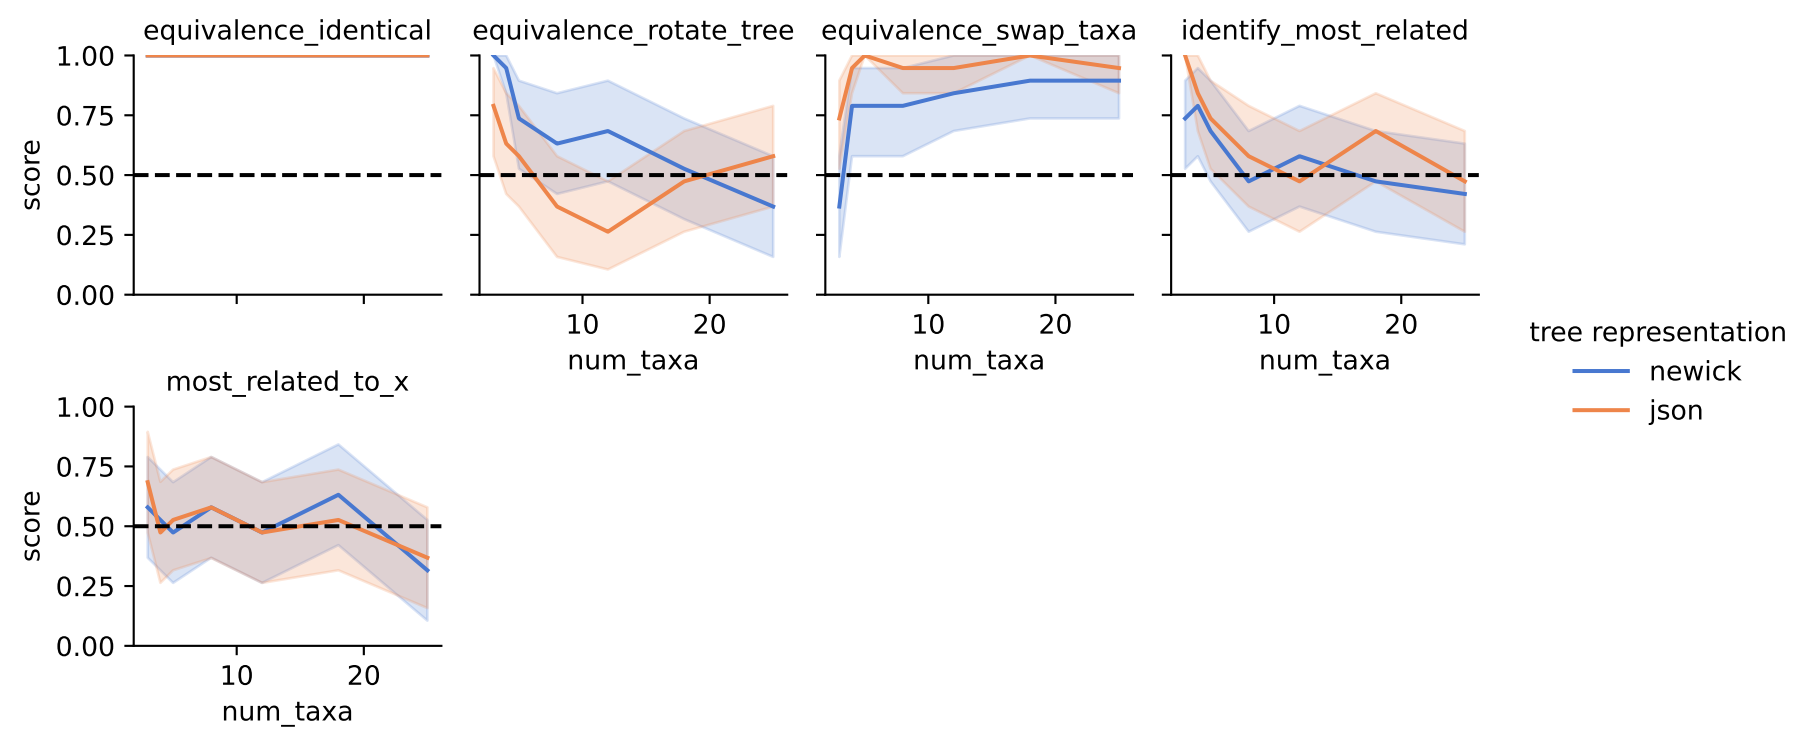 equivalence_identical equivalence_rotate_tree equivalence_swap_taxa identify_most_related
score
1.00
0.75
0.50
0.25
0.00
10 20 10 20 10 20
num_taxa num_taxa num_taxa
tree representation
newick
json
most_related_to_x
score
1.00
0.75
0.50
0.25
0.00
10 20
num_taxa